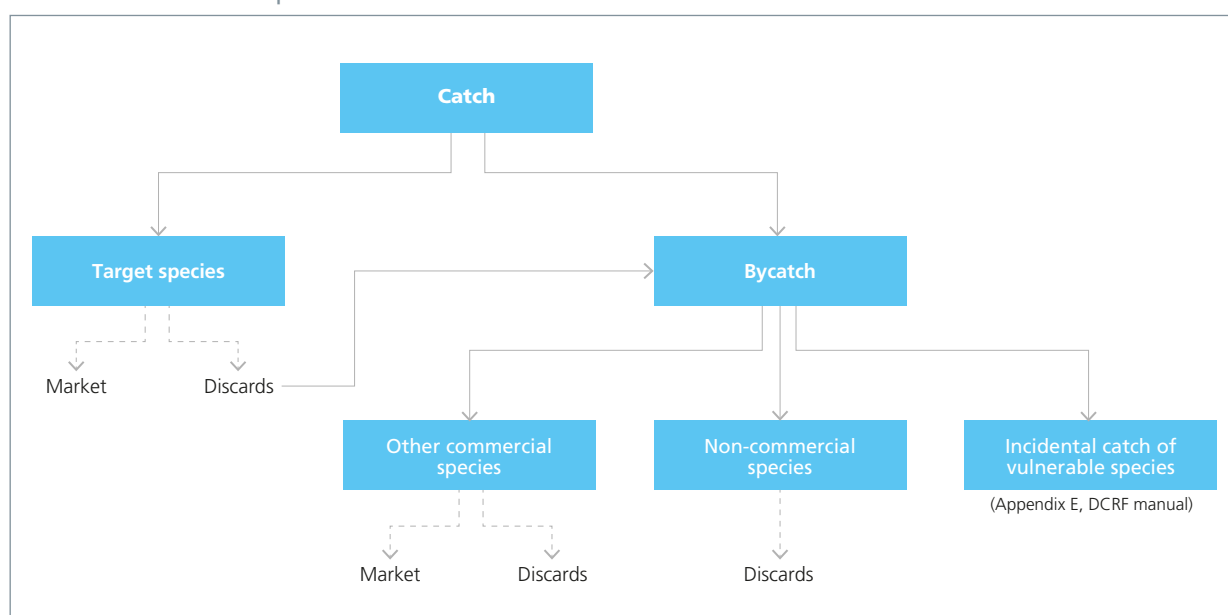 Catch
Target species
Bycatch
Market
Discards
Other commercial
species
Non-commercial
species
Incidental catch of
vulnerable species
(Appendix E, DCRF manual)
Market
Discards
Discards